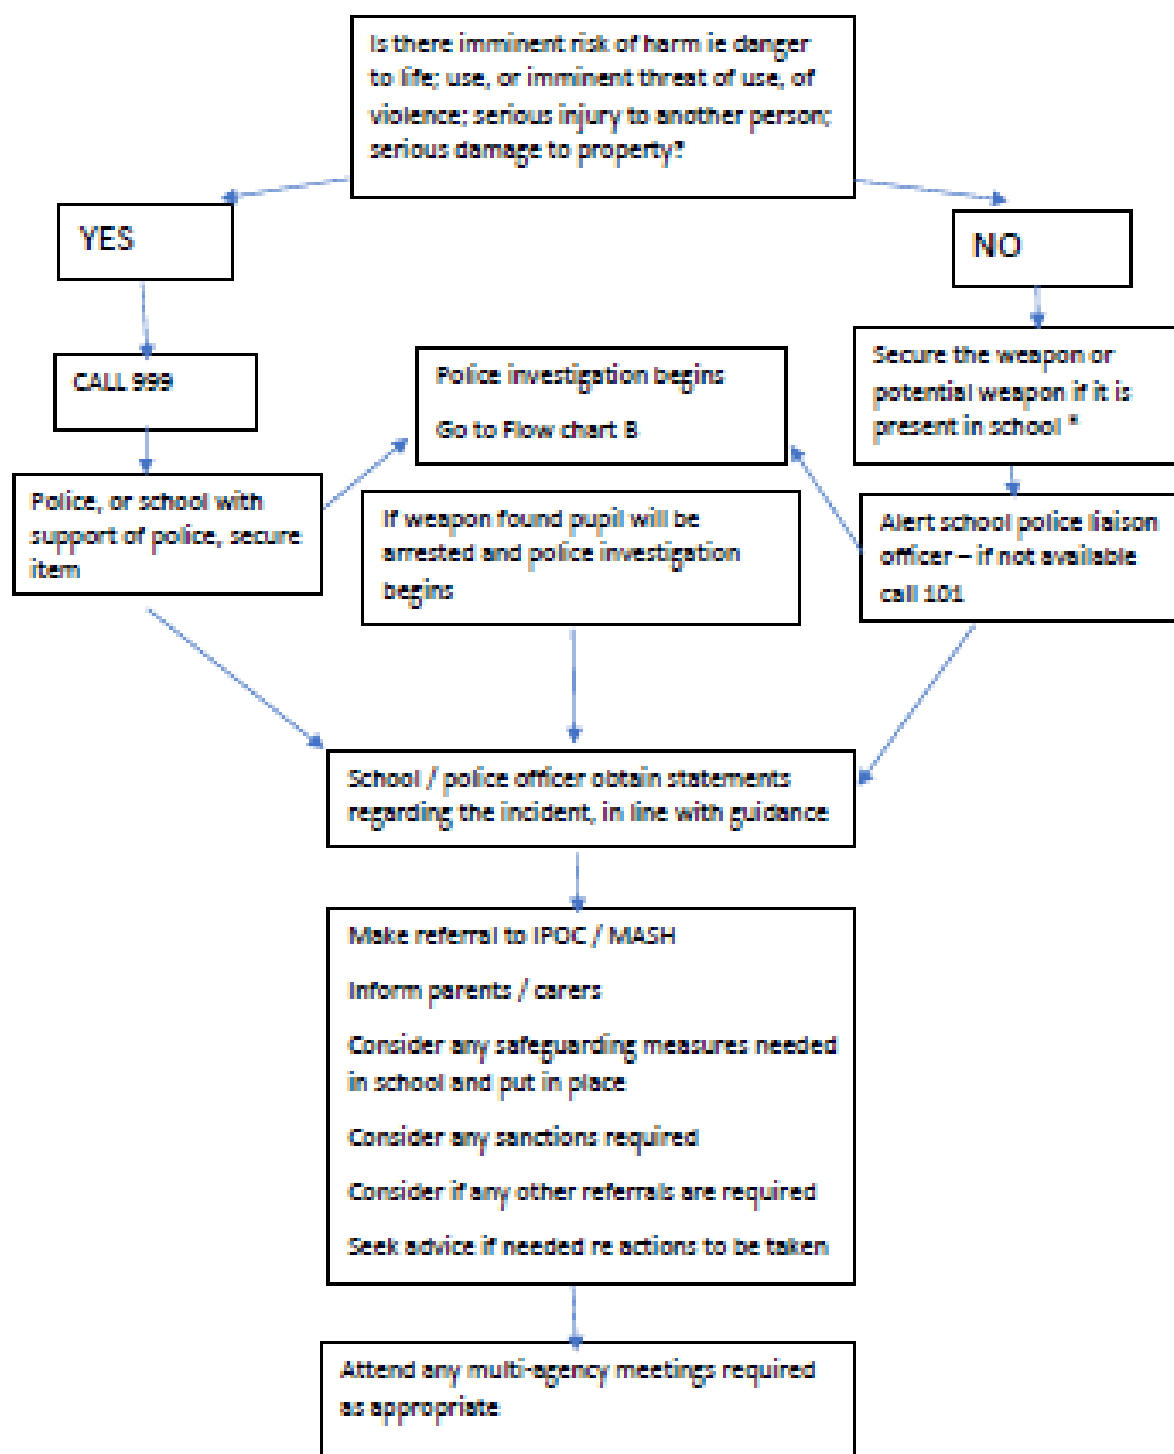 Is there imminent risk of harm ie danger
to life; use, or imminent threat of use, of
violence; serious injury to another person;
serious damage to property?
YES
NO
CALL 999
Police investigation begins
Go to Flow chart B
Secure the weapon or
potential weapon if it is
present in school *
Police, or school with
support of police, secure
item
If weapon found pupil will be
arrested and police investigation
begins
Alert school police liaison
officer – if not available
call 101
School / police officer obtain statements
regarding the incident, in line with guidance
Make referral to IPOC / MASH
Inform parents / carers
Consider any safeguarding measures needed
in school and put in place
Consider any sanctions required
Consider if any other referrals are required
Seek advice if needed re actions to be taken
Attend any multi-agency meetings required
as appropriate